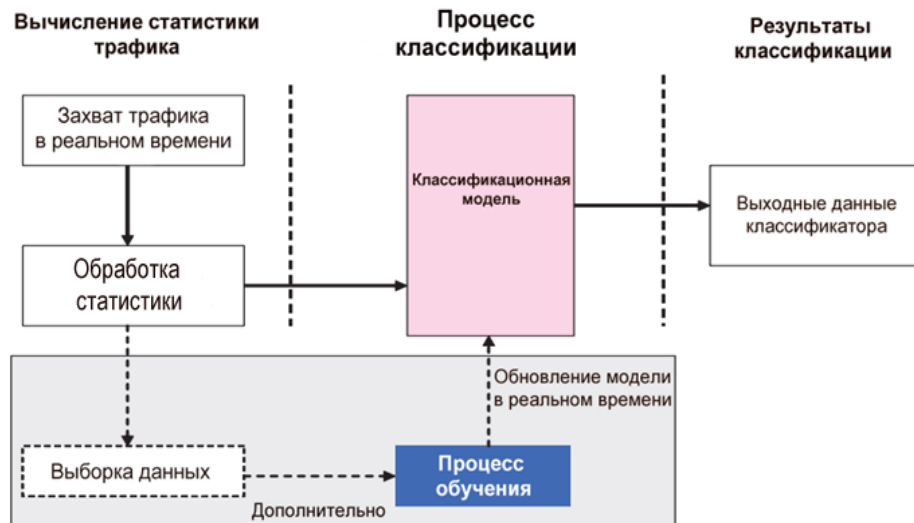 Вычисление статистики
трафика
Процесс
классификации
Результаты
классификации
Захват трафика
в реальном времени
Классификационная
модель
Выходные данные
классификатора
Обработка
статистики
Обновление модели
в реальном времени
Выборка данных
Процесс
обучения
Дополнительно